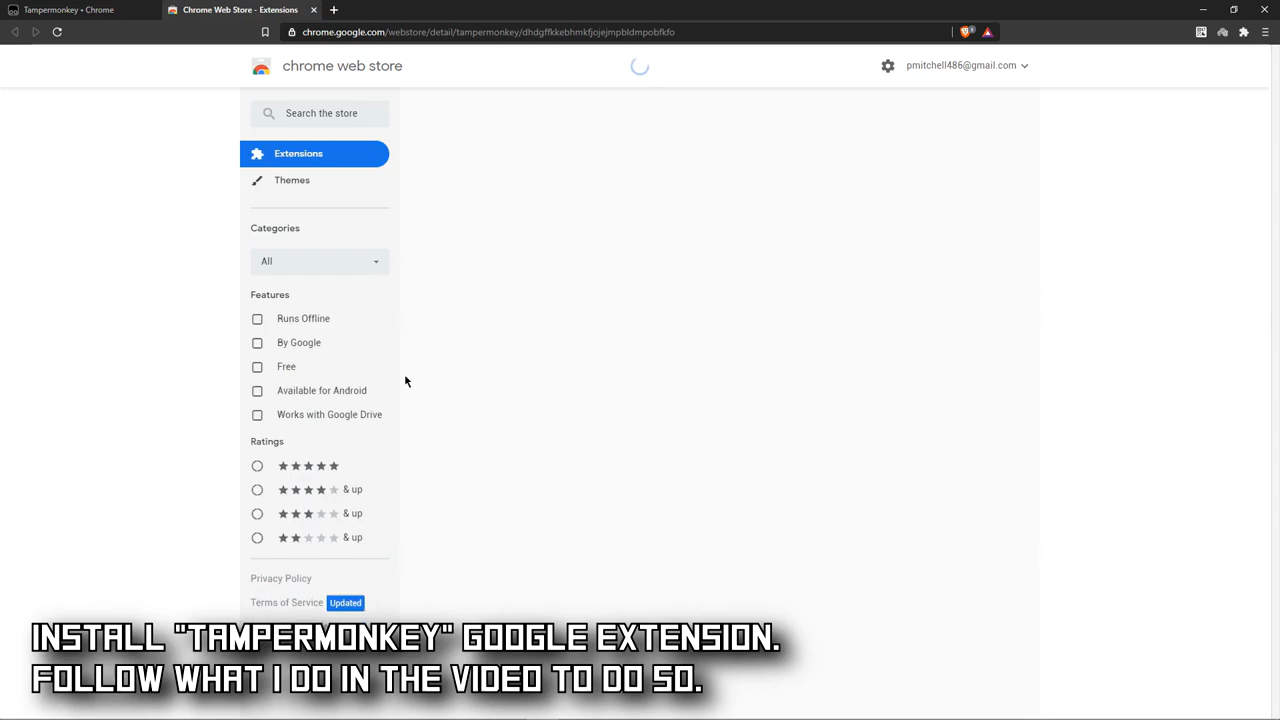 Tampermonkey • Chrome
Chrome Web Store - Extensions
chrome.google.com/webstore/detail/tampermonkey/dhdgffkkebhmkfjojejmpbldmpobfkfo
chrome web store
pmitchell486@gmail.com
Search the store
Extensions
Themes
Categories
All
Features
Runs Offline
By Google
Free
Available for Android
Works with Google Drive
Ratings
& up
& up
& up
Privacy Policy
Terms of Service Updated
INSTALL "TAMPERMONKEY" GOOGLE EXTENSION.
FOLLOW WHAT I DO IN THE VIDEO TO DO SO.